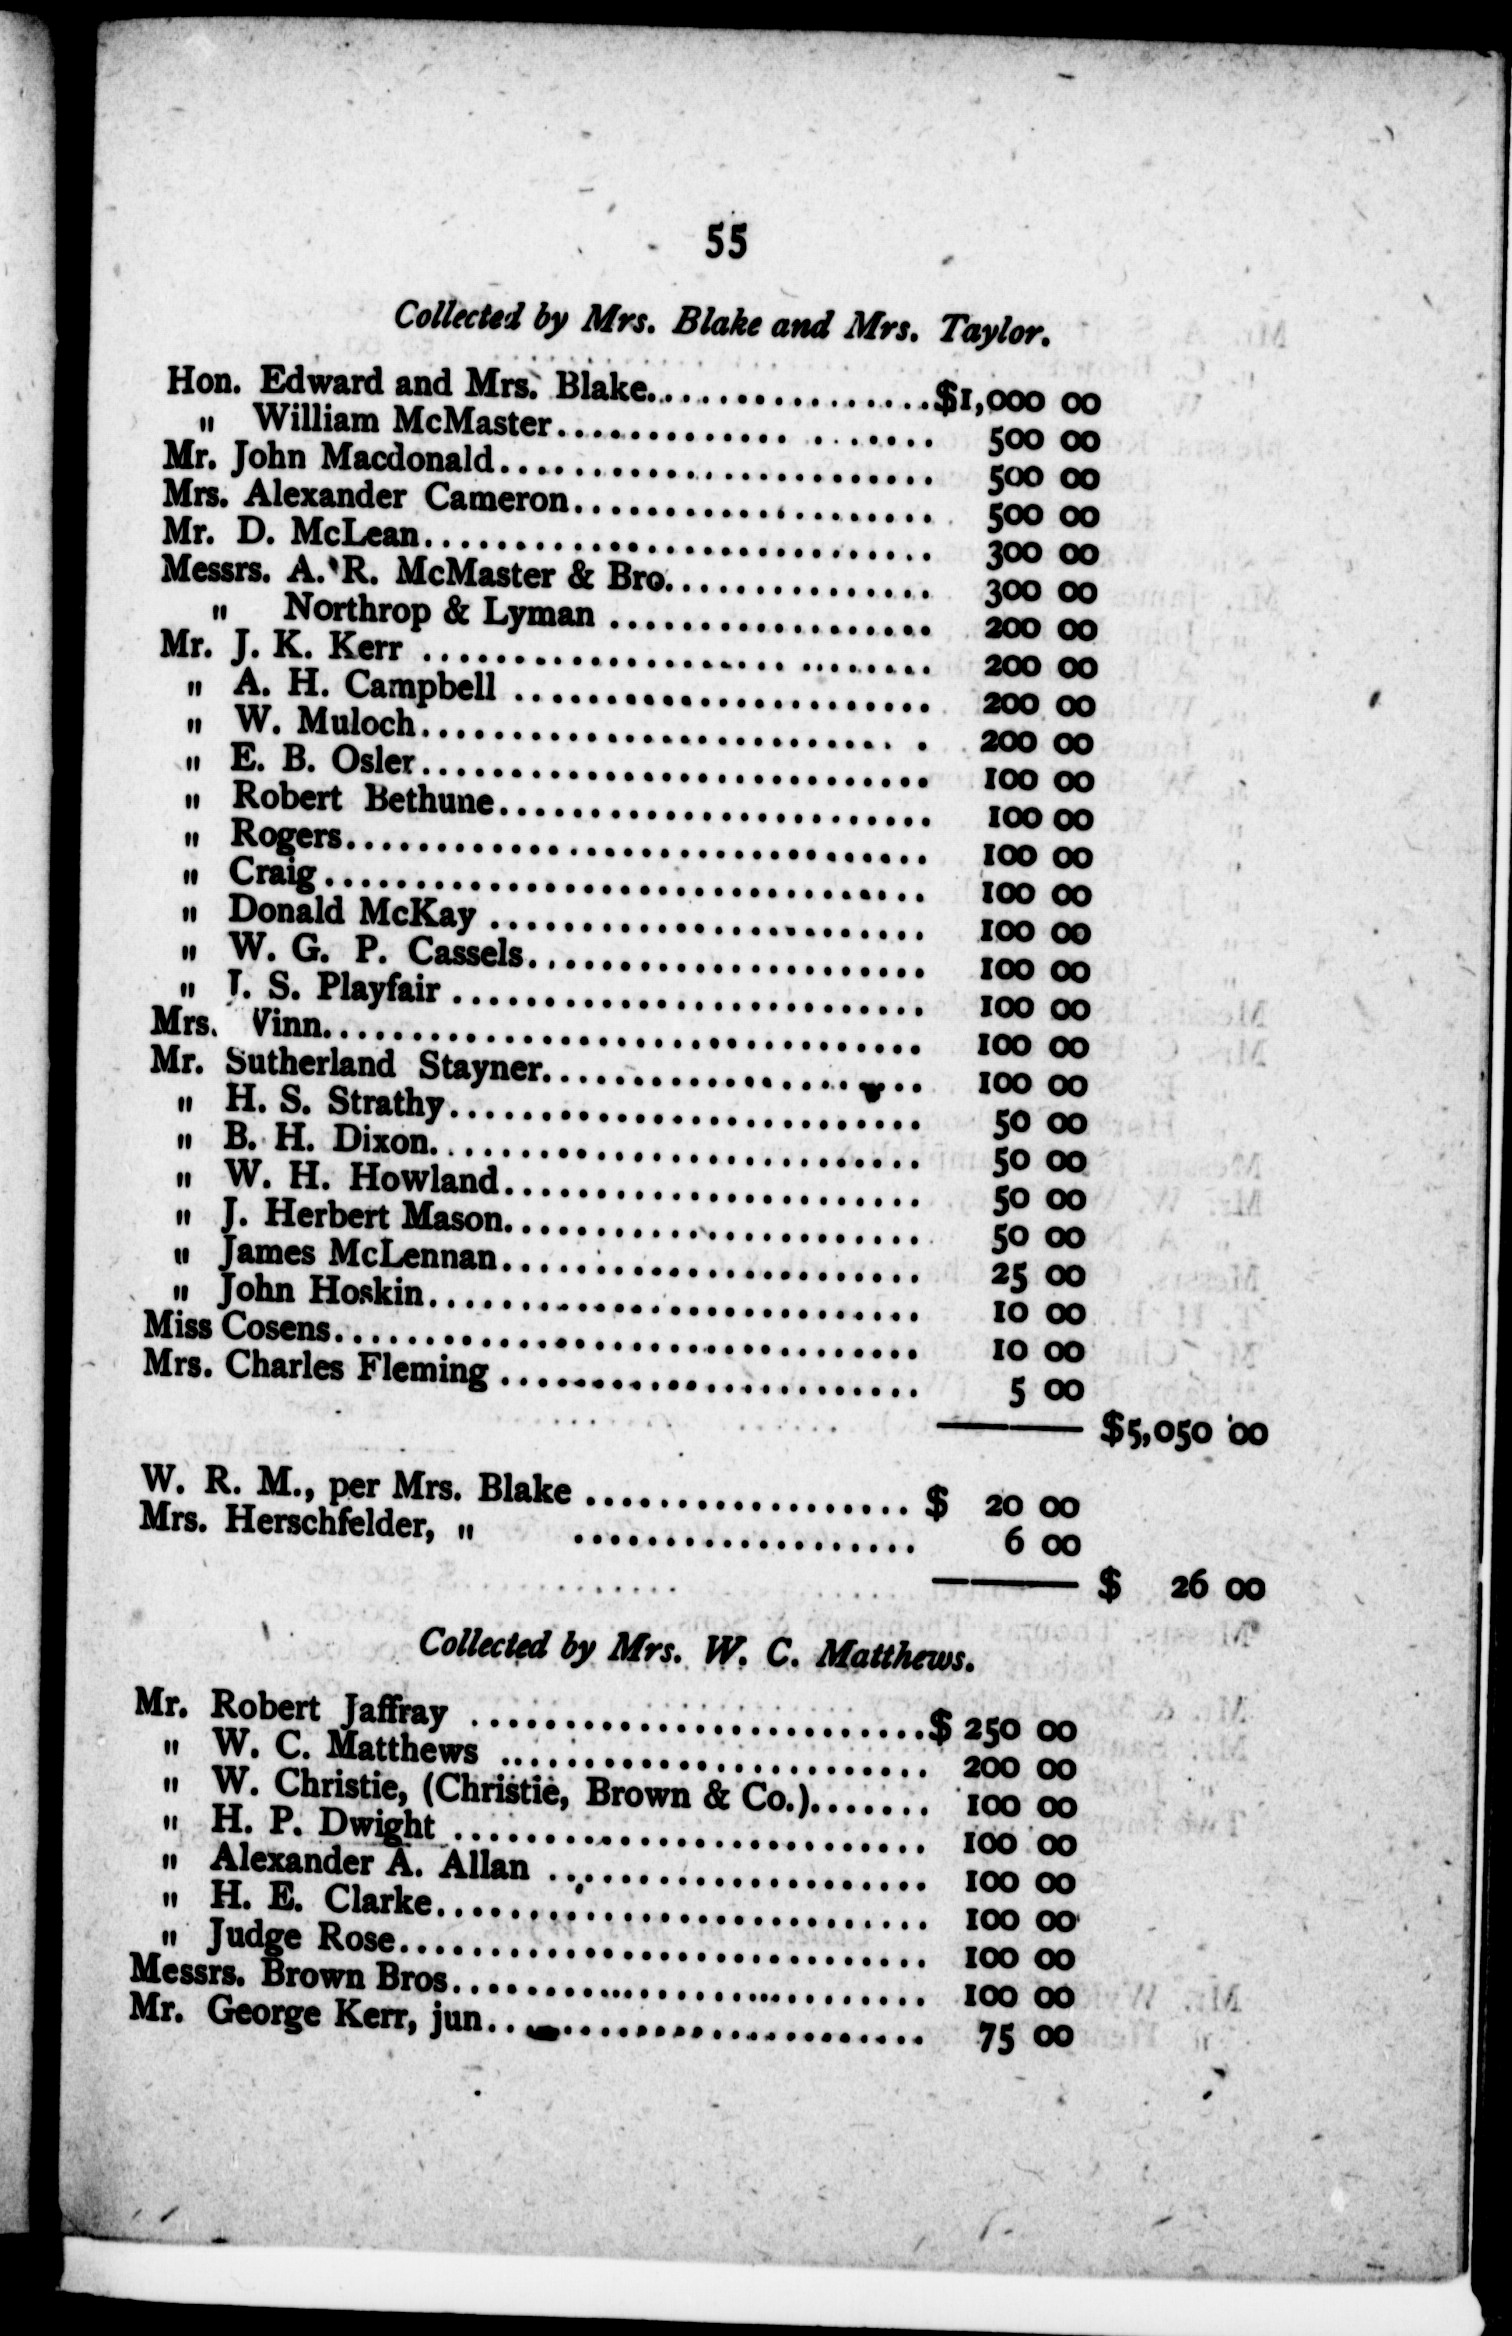 55
Collected by Mrs. Blake and Mrs. Taylor.
Hon. Edward and Mrs. Blake................$1,000 00
" William McMaster.................... 500 00
Mr. John Macdonald........................ 500 00
Mrs. Alexander Cameron.................... 500 00
Mr. D. McLean............................. 300 00
Messrs. A. R. McMaster & Bro............... 300 00
" Northrop & Lyman .................. 200 00
Mr. J. K. Kerr ............................ 200 00
" A. H. Campbell ....................... 200 00
" W. Muloch............................ 200 00
" E. B. Osler............................ 100 00
" Robert Bethune........................ 100 00
" Rogers................................ 100 00
" Craig................................. 100 00
" Donald McKay ........................ 100 00
" W. G. P. Cassels...................... 100 00
" J. S. Playfair .......................... 100 00
Mrs. Vinn................................. 100 00
Mr. Sutherland Stayner..................... 100 00
" H. S. Strathy.......................... 50 00
" B. H. Dixon........................... 50 00
" W. H. Howland....................... 50 00
" J. Herbert Mason....................... 50 00
" James McLennan....................... 25 00
" John Hoskin........................... 10 00
Miss Cosens................................ 10 00
Mrs. Charles Fleming ....................... 5 00
$5,050 00
W. R. M., per Mrs. Blake ..................$ 20 00
Mrs. Herschfelder, " ................... 6 00
$ 26 00
Collected by Mrs. W. C. Matthews.
Mr. Robert Jaffray .........................$ 250 00
" W. C. Matthews ........................ 200 00
" W. Christie, (Christie, Brown & Co.)....... 100 00
" H. P. Dwight .......................... 100 00
" Alexander A. Allan ..................... 100 00
" H. E. Clarke........................... 100 00
" Judge Rose............................. 100 00
Messrs. Brown Bros.......................... 100 00
Mr. George Kerr, jun........................ 75 00